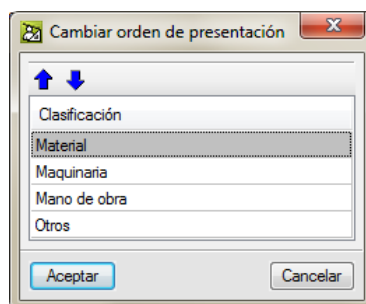 Cambiar orden de presentación
Clasificación
Material
Maquinaria
Mano de obra
Otros
Aceptar Cancelar